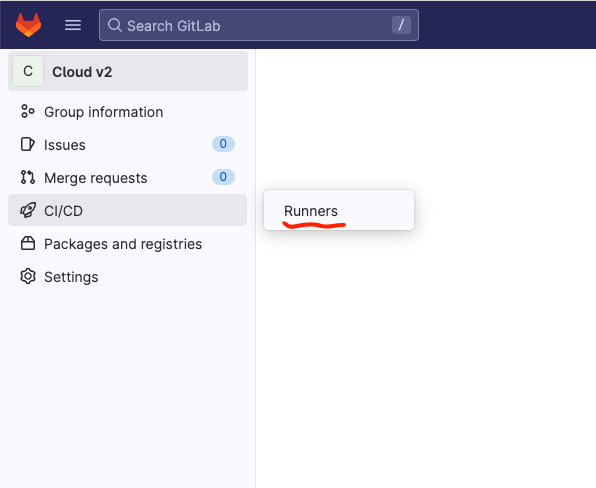 Search GitLab /
C Cloud v2
Group information
Issues 0
Merge requests 0
CI/CD
Runners
Packages and registries
Settings